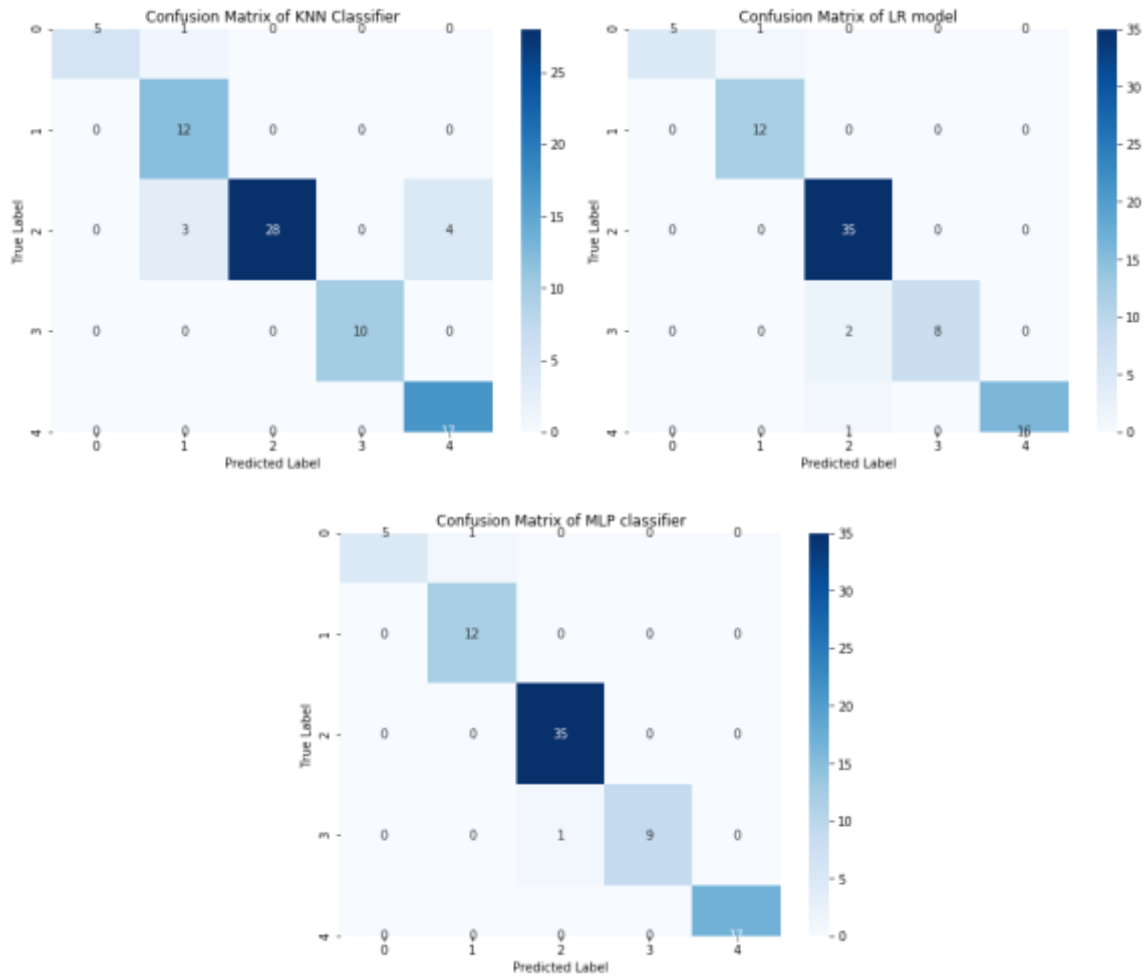 Confusion Matrix of KNN Classifier
0 5 1 0 0 0
25
1 0 12 0 0 0
20
15
2 0 3 28 0 4
10
3 0 0 0 10 0
5
4 0 0 0 0 17
0
0 1 2 3 4
True Label
Predicted Label
Confusion Matrix of LR model
0 5 1 0 0 0
35
30
1 0 12 0 0 0
25
20
2 0 0 35 0 0
15
10
3 0 0 2 8 0
5
4 0 0 1 0 16
0
0 1 2 3 4
True Label
Predicted Label
Confusion Matrix of MLP classifier
0 5 1 0 0 0
35
30
1 0 12 0 0 0
25
20
2 0 0 35 0 0
15
10
3 0 0 1 9 0
5
4 0 0 0 0 17
0
0 1 2 3 4
True Label
Predicted Label